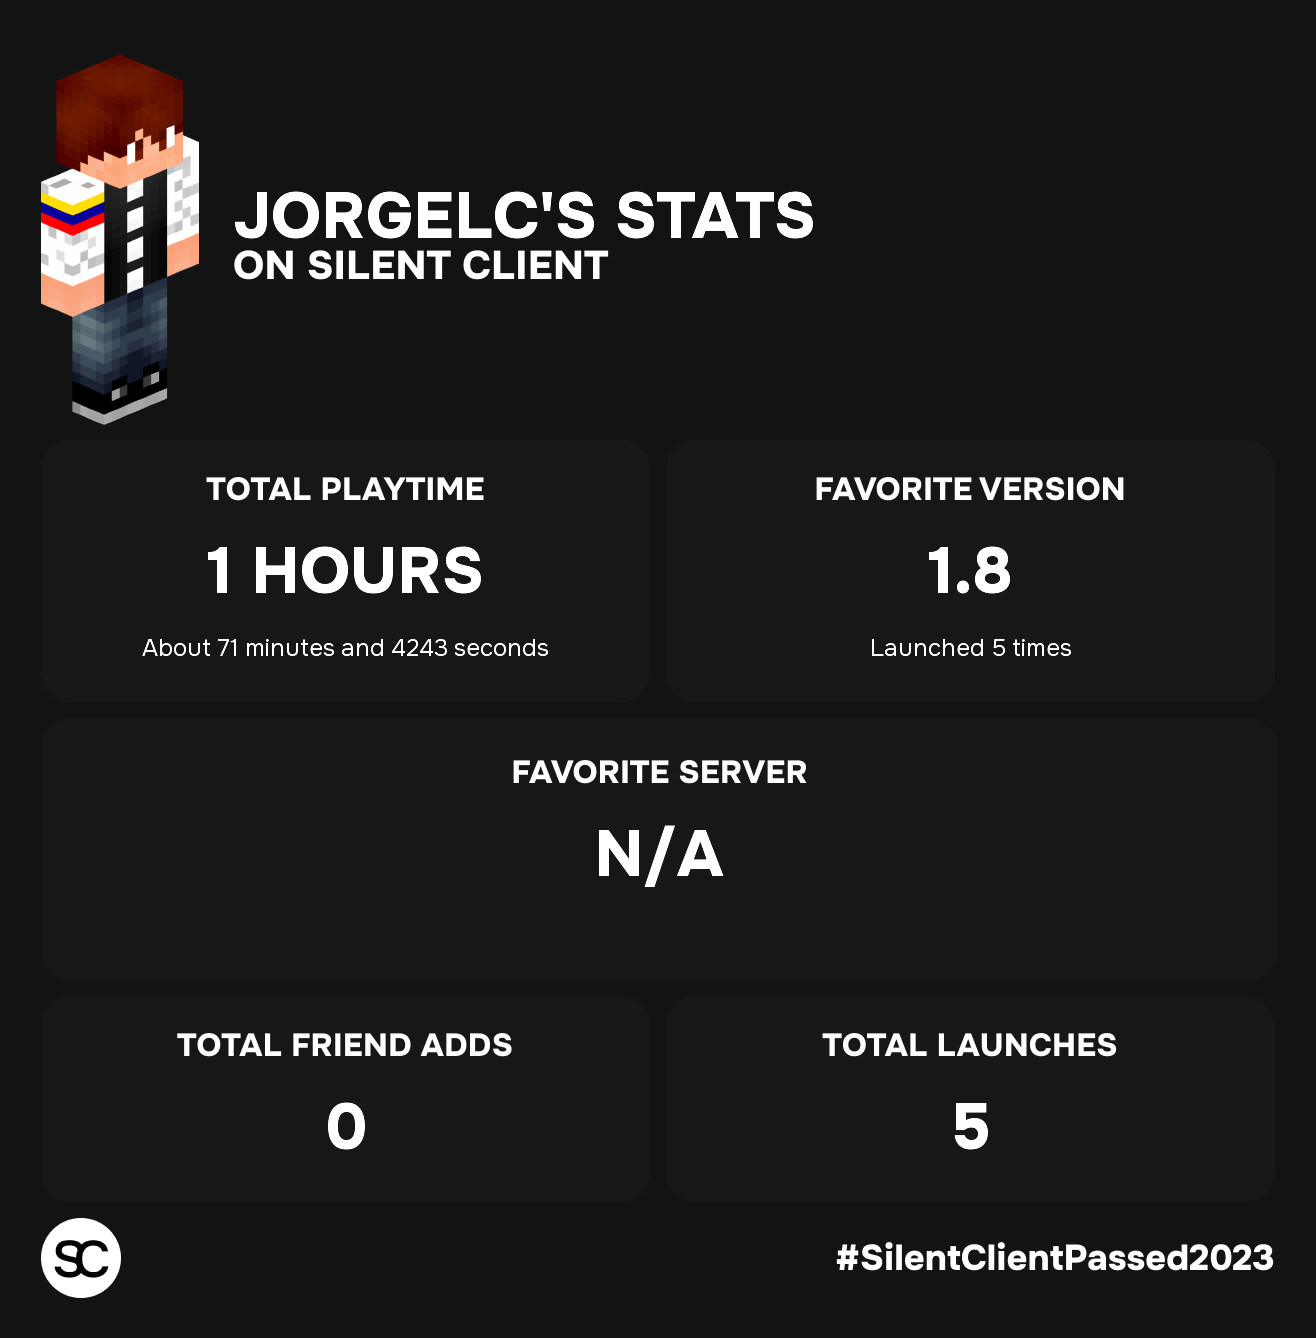 JORGELC'S STATS
ON SILENT CLIENT
TOTAL PLAYTIME
1 HOURS
About 71 minutes and 4243 seconds
FAVORITE VERSION
1.8
Launched 5 times
FAVORITE SERVER
N/A
TOTAL FRIEND ADDS
0
TOTAL LAUNCHES
5
SC
#SilentClientPassed2023